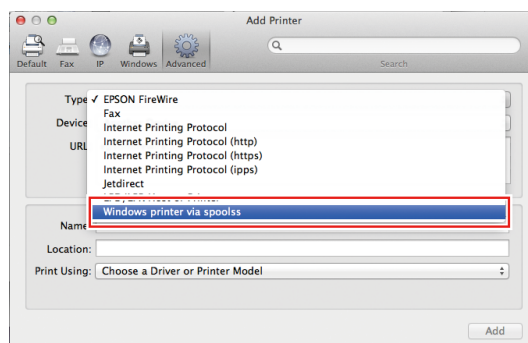 Add Printer
Default Fax IP Windows Advanced Search
Type ✓ EPSON FireWire
Fax
Device
Internet Printing Protocol
Internet Printing Protocol (http)
URL
Internet Printing Protocol (https)
Internet Printing Protocol (ipps)
Jetdirect
Windows printer via spoolss
Name
Location:
Print Using: Choose a Driver or Printer Model
Add